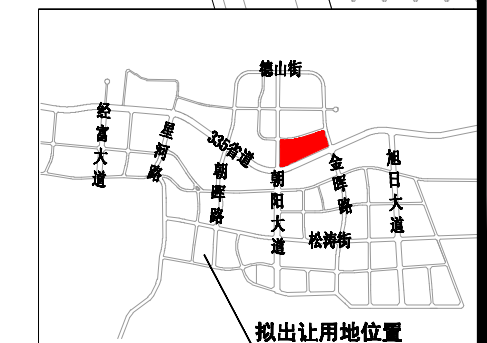 德山街
经富大道
星河路
335省道
朝晖路
朝阳大道
金晖路
旭日大道
松涛街
拟出让用地位置